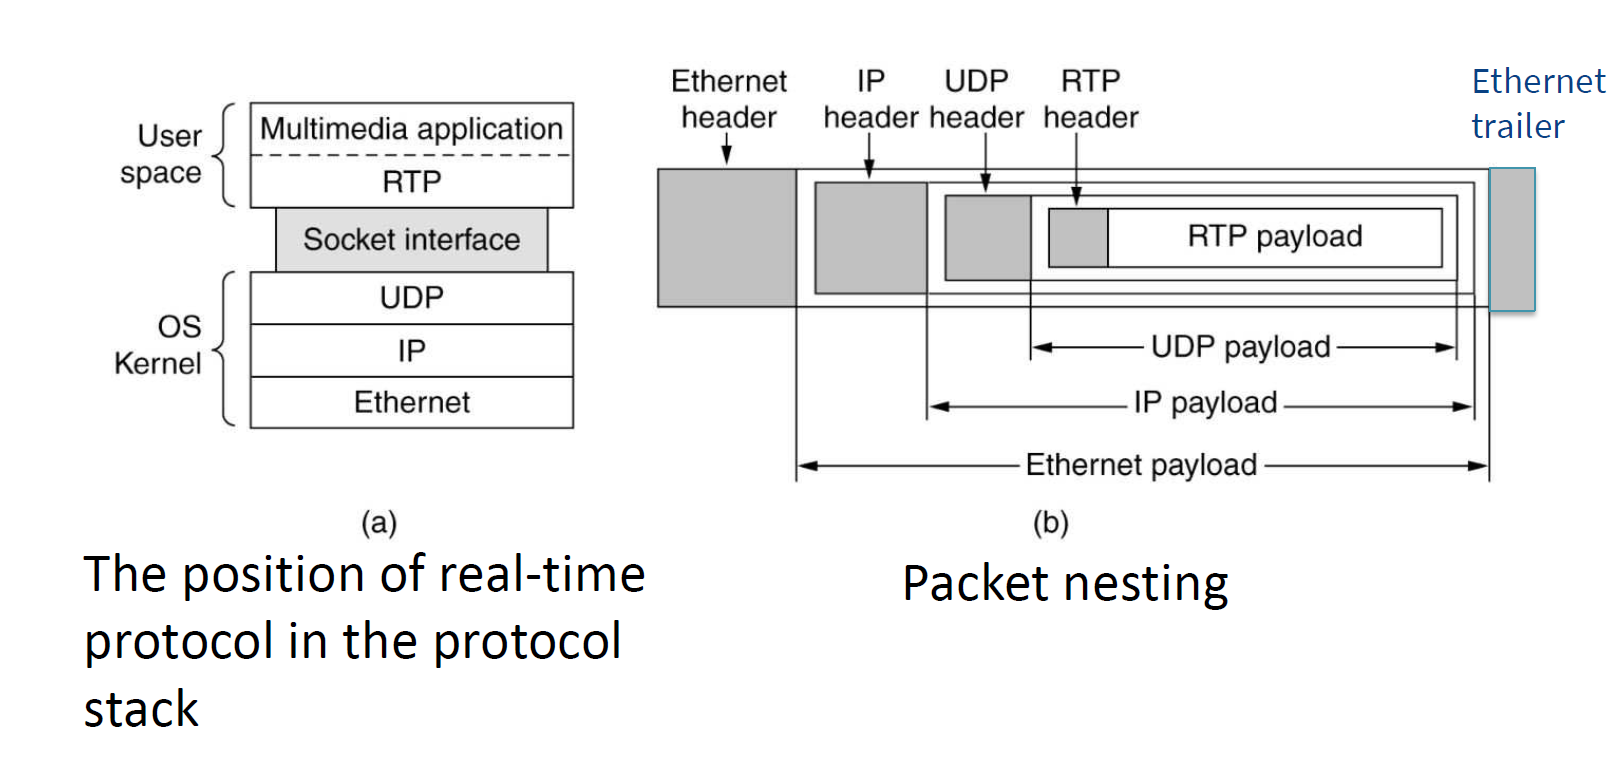 User
space
Multimedia application
RTP
Socket interface
OS
Kernel
UDP
IP
Ethernet
(a)
The position of real-time
protocol in the protocol
stack
Ethernet
header
IP
header
UDP
header
RTP
header
Ethernet
trailer
RTP payload
UDP payload
IP payload
Ethernet payload
(b)
Packet nesting